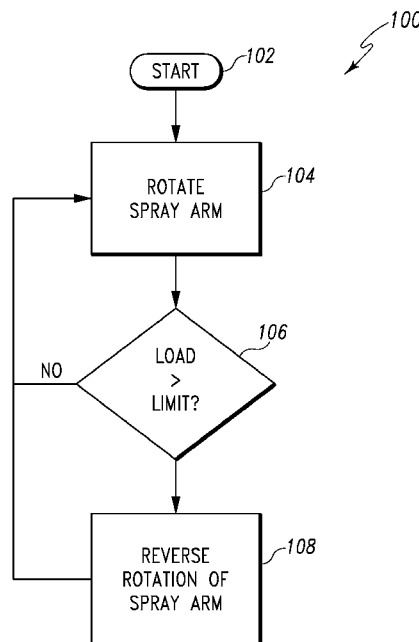 100
START
102
ROTATE
SPRAY ARM
104
LOAD
>
LIMIT?
106
NO
REVERSE
ROTATION OF
SPRAY ARM
108